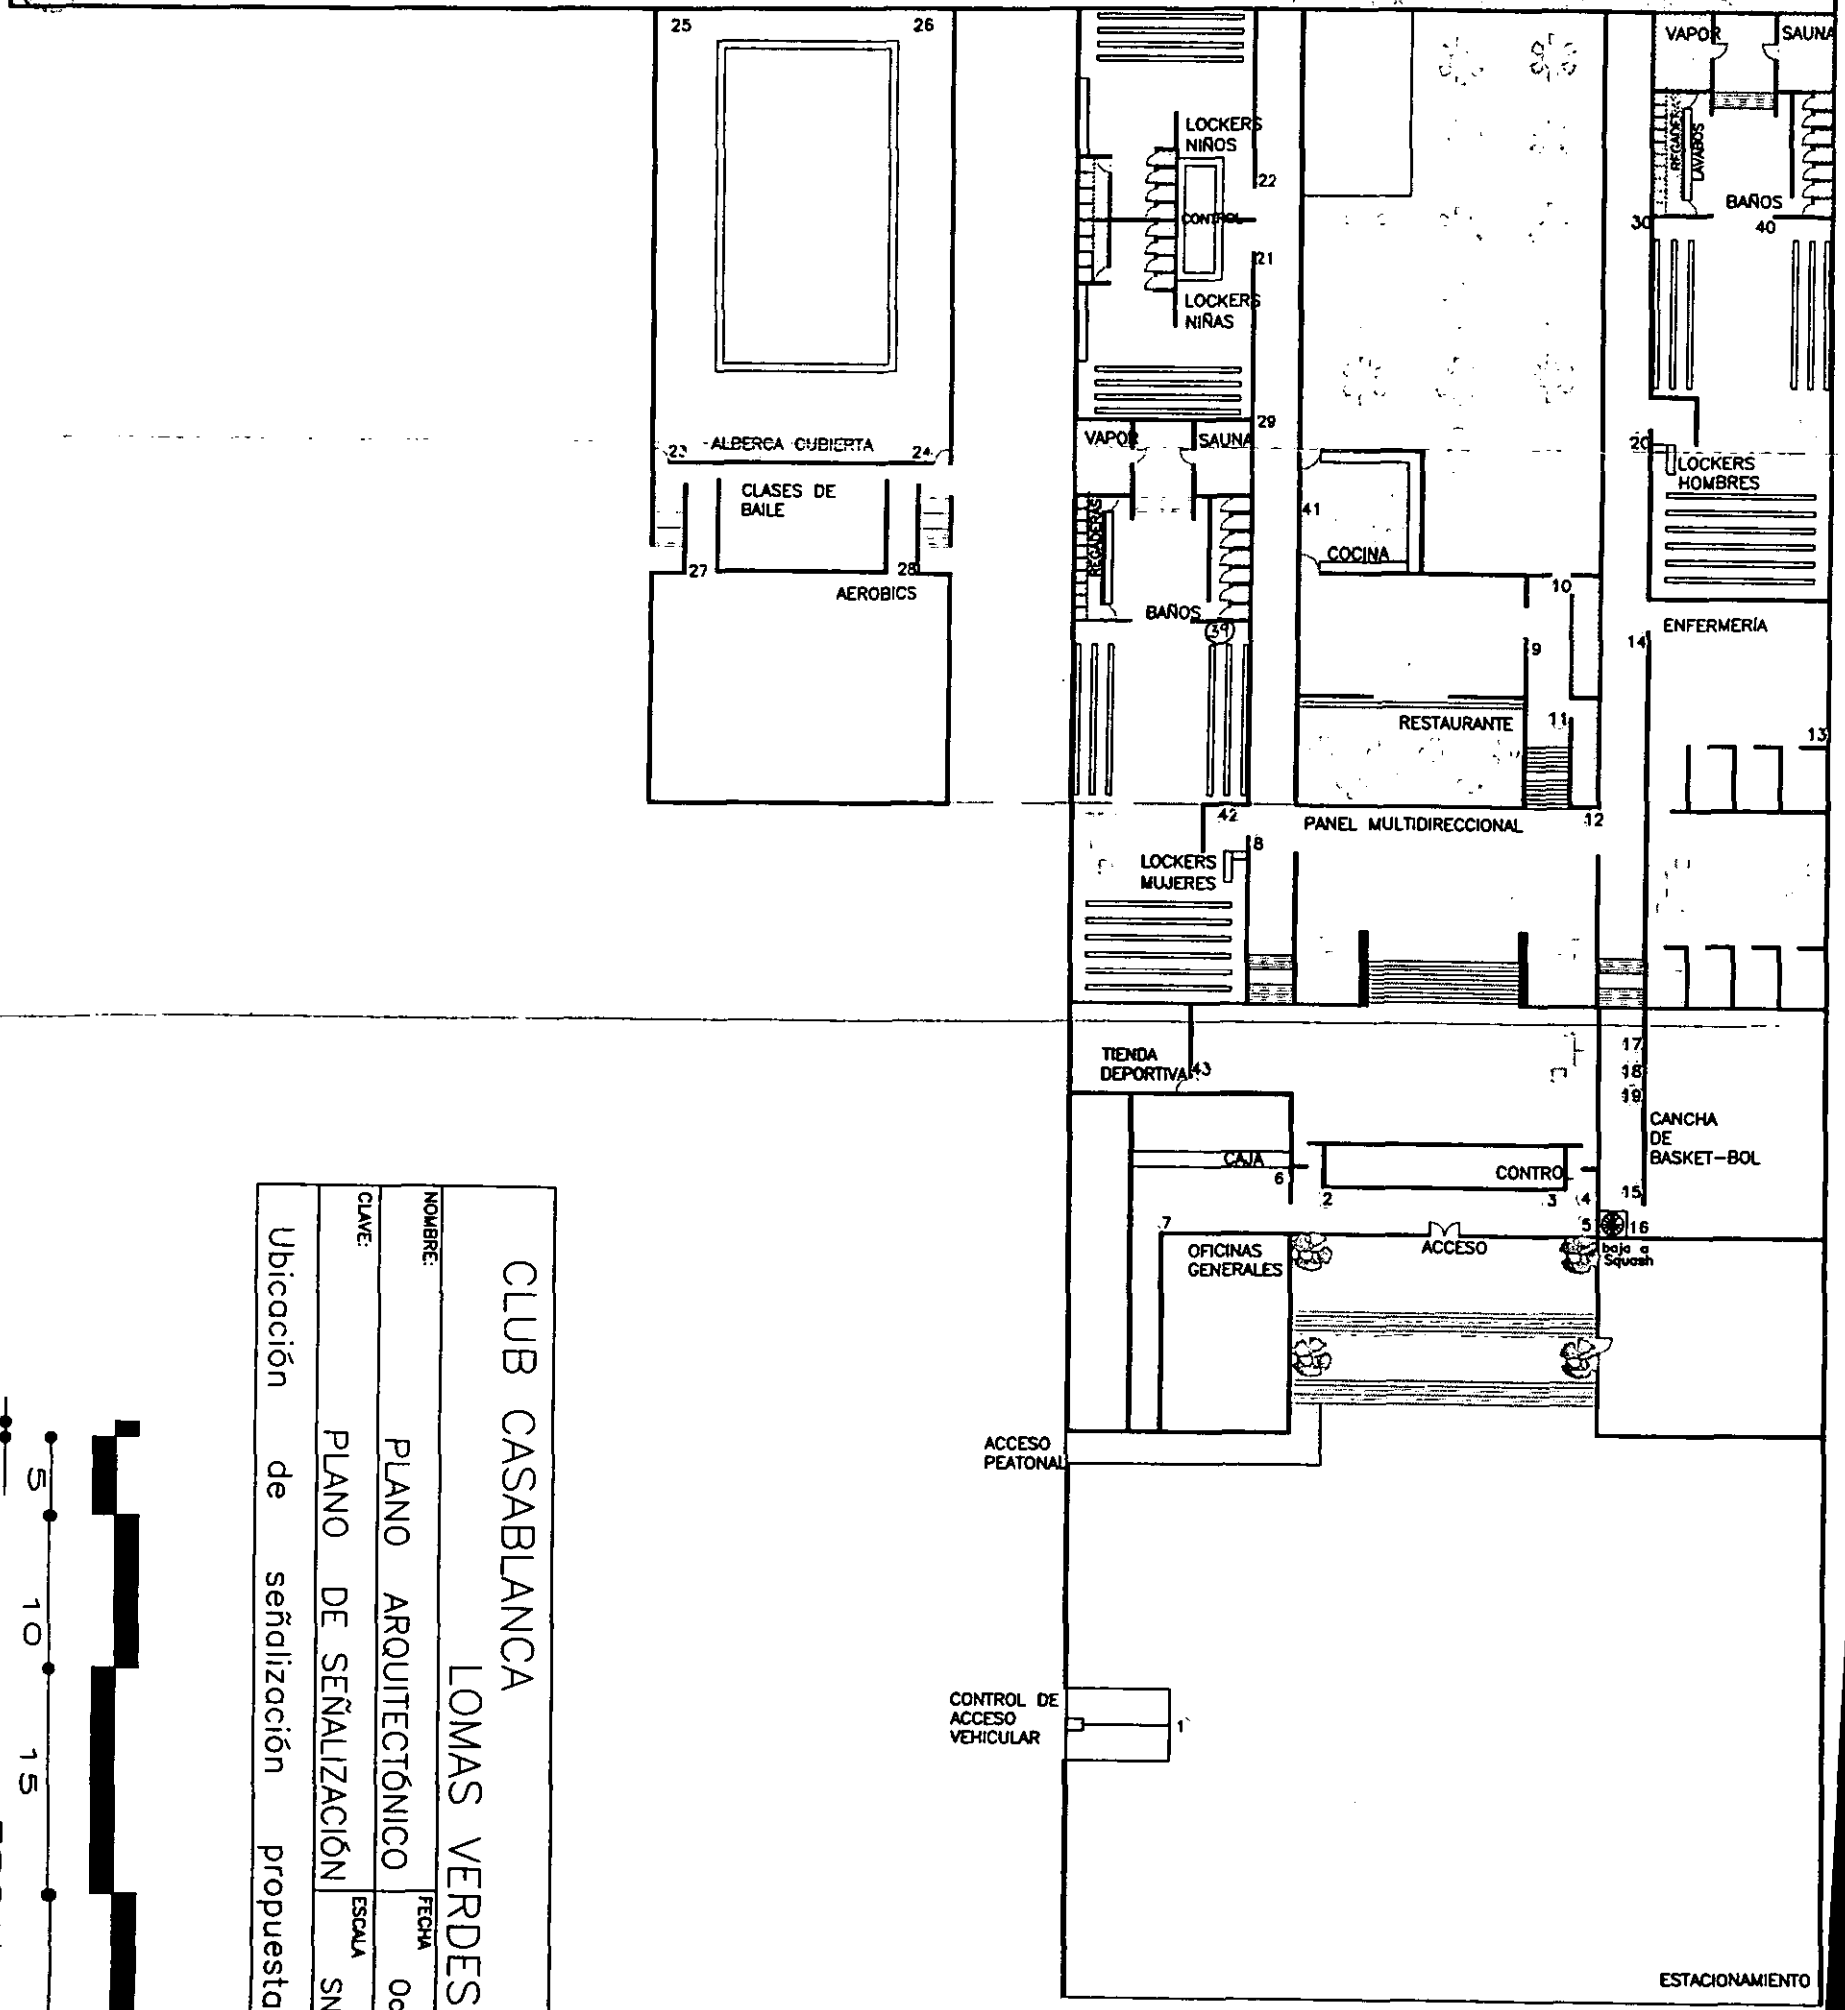 25
26
VAPOR
SAUNA
LOCKERS
NIÑOS
22
CONTROL
21
LOCKERS
NIÑAS
REGADERAS
LAVABOS
BAÑOS
30
40
29
VAPOR
SAUNA
23
ALBERCA CUBIERTA
24
CLASES DE
BAILE
27
28
AEROBICS
REGADERAS
BAÑOS
39
41
COCINA
20
LOCKERS
HOMBRES
10
9
14
ENFERMERÍA
RESTAURANTE
11
13
42
PANEL MULTIDIRECCIONAL
12
8
LOCKERS
MUJERES
TIENDA
DEPORTIVA
43
17
18
19
CANCHA
DE
BASKET-BOL
CAJA
6
2
CONTRO
3
4
15
7
5
16
OFICINAS
GENERALES
ACCESO
baja a
Squash
ACCESO
PEATONAL
CONTROL DE
ACCESO
VEHICULAR
1
ESTACIONAMIENTO
CLUB CASABLANCA
LOMAS VERDES
NOMBRE: PLANO ARQUITECTÓNICO FECHA
CLAVE: PLANO DE SEÑALIZACIÓN ESCALA SN
Ubicación de señalización propuesta
5 10 15